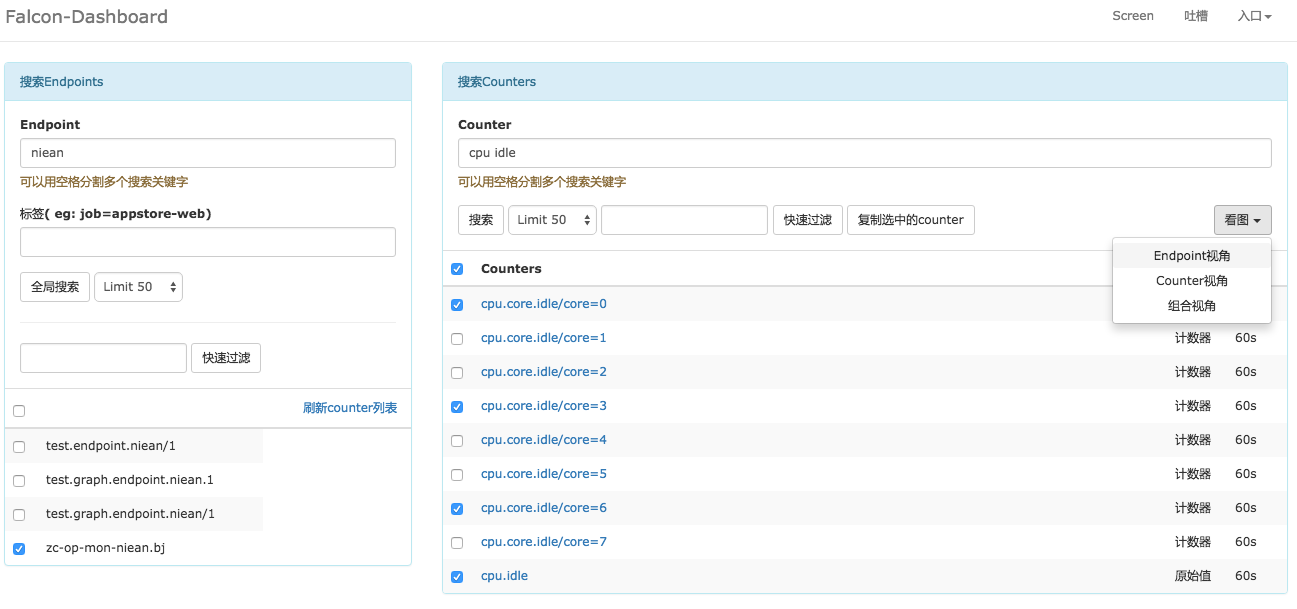 Falcon-Dashboard
Screen 吐槽 入口
搜索Endpoints
Endpoint
niean
可以用空格分割多个搜索关键字
标签( eg: job=appstore-web)
全局搜索 Limit 50
快速过滤
刷新counter列表
test.endpoint.niean/1
test.graph.endpoint.niean.1
test.graph.endpoint.niean/1
zc-op-mon-niean.bj
搜索Counters
Counter
cpu idle
可以用空格分割多个搜索关键字
搜索 Limit 50 快速过滤 复制选中的counter 看图
Endpoint视角
Counter视角
组合视角
Counters
cpu.core.idle/core=0
cpu.core.idle/core=1 计数器 60s
cpu.core.idle/core=2 计数器 60s
cpu.core.idle/core=3 计数器 60s
cpu.core.idle/core=4 计数器 60s
cpu.core.idle/core=5 计数器 60s
cpu.core.idle/core=6 计数器 60s
cpu.core.idle/core=7 计数器 60s
cpu.idle 原始值 60s